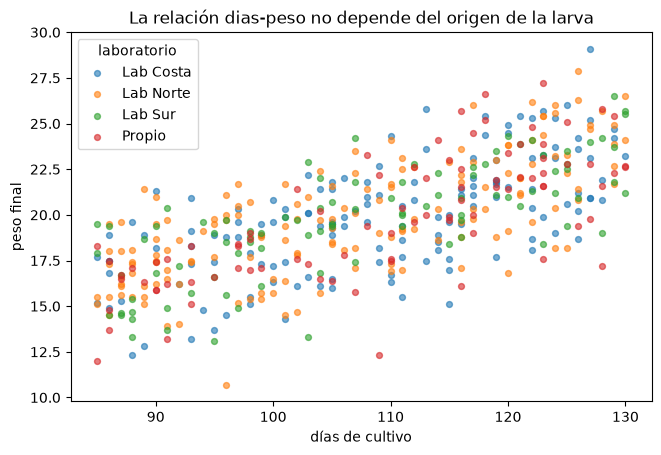 La relación dias-peso no depende del origen de la larva
30.0
27.5
25.0
22.5
20.0
17.5
15.0
12.5
10.0
peso final
laboratorio
Lab Costa
Lab Norte
Lab Sur
Propio
90
100
110
120
130
días de cultivo